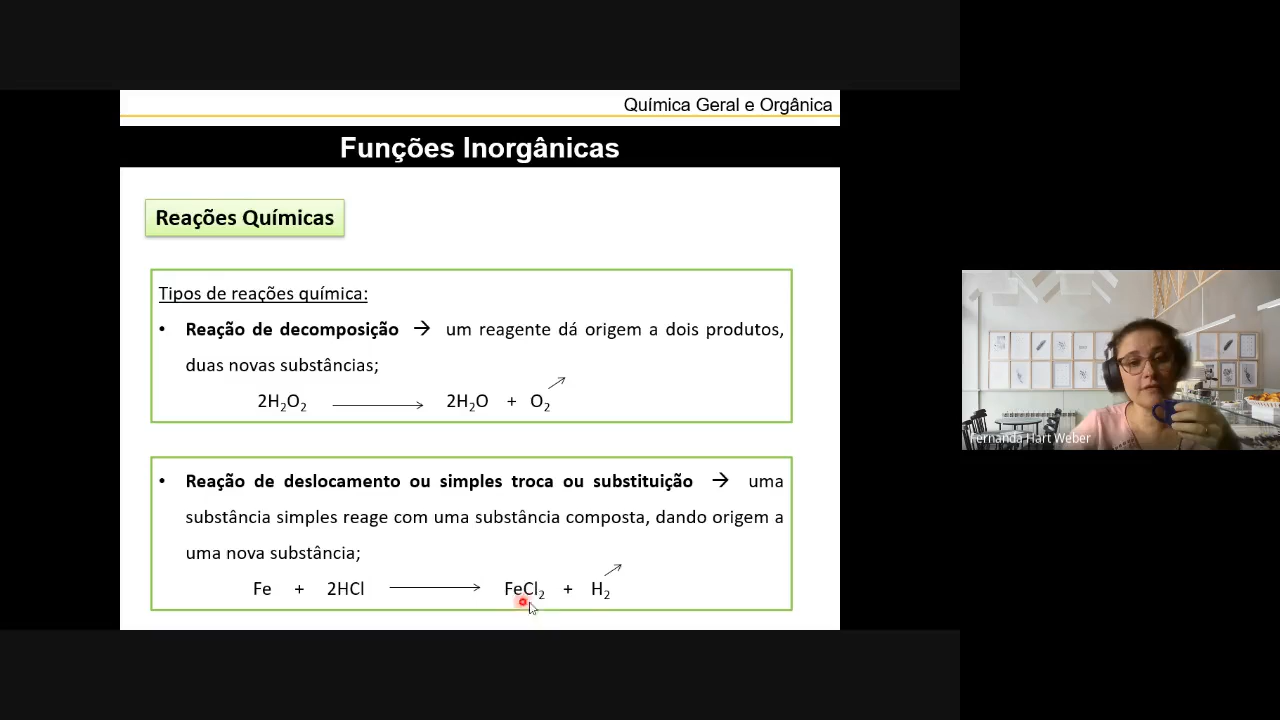 Química Geral e Orgânica
Funções Inorgânicas
Reações Químicas
Tipos de reações química:
• Reação de decomposição → um reagente dá origem a dois produtos,
duas novas substâncias;
2H₂O₂ ⟶ 2H₂O + O₂ ↗
• Reação de deslocamento ou simples troca ou substituição → uma
substância simples reage com uma substância composta, dando origem a
uma nova substância;
Fe + 2HCl ⟶ FeCl₂ + H₂ ↗
Fernanda Hart Weber